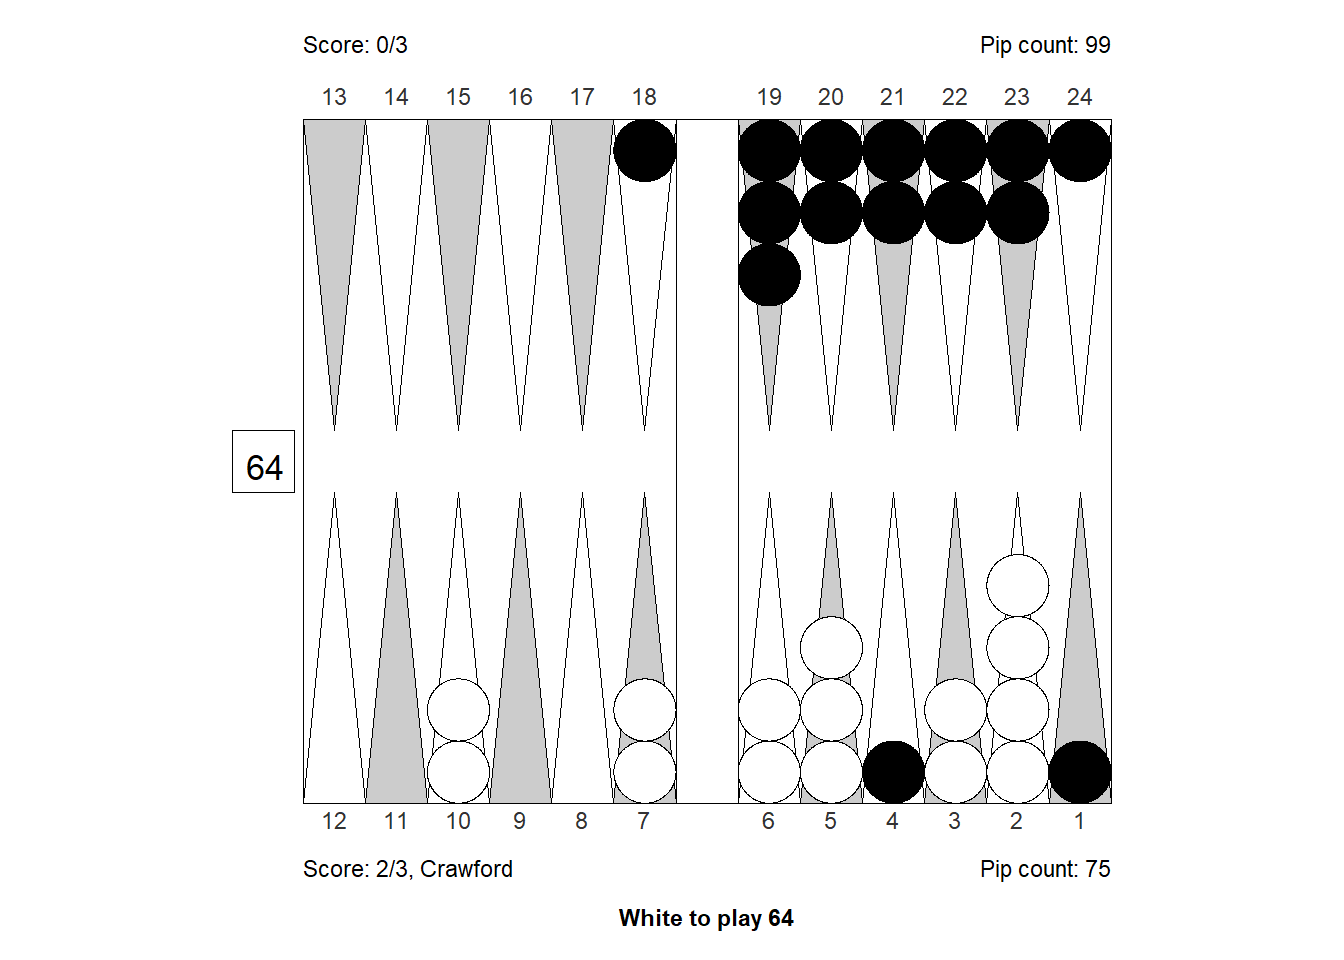 Score: 0/3 Pip count: 99
13 14 15 16 17 18 19 20 21 22 23 24
64
12 11 10 9 8 7 6 5 4 3 2 1
Score: 2/3, Crawford Pip count: 75
White to play 64